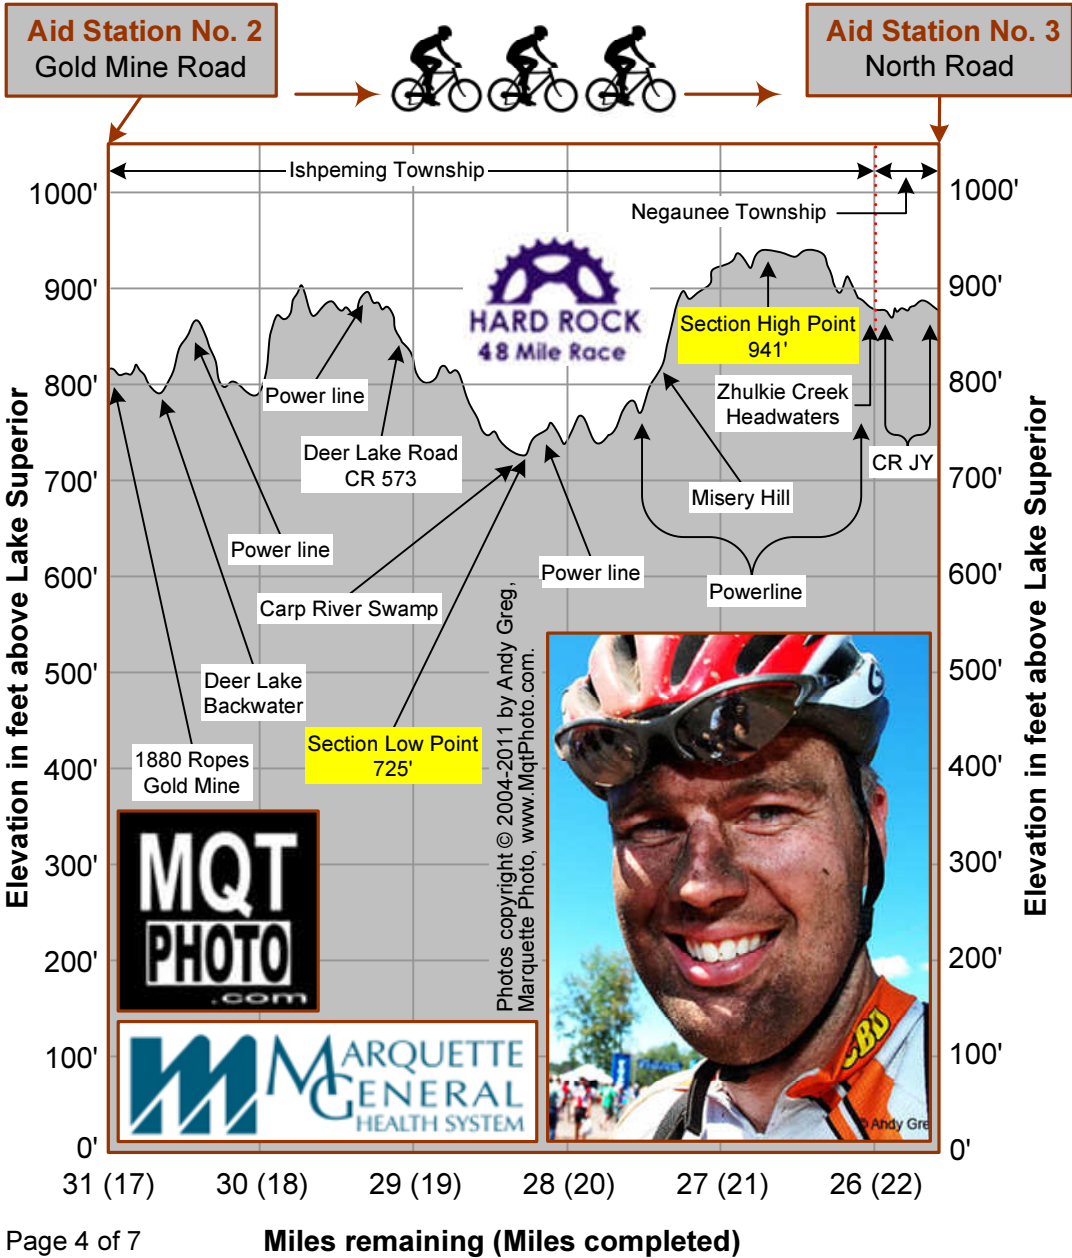 Aid Station No. 2
Gold Mine Road
Aid Station No. 3
North Road
Ishpeming Township
Negaunee Township
1000'
900'
800'
700'
600'
500'
400'
300'
200'
100'
0'
1000'
900'
800'
700'
600'
500'
400'
300'
200'
100'
0'
Elevation in feet above Lake Superior
Elevation in feet above Lake Superior
HARD ROCK
48 Mile Race
Section High Point
941'
Power line
Zhulkie Creek
Headwaters
Deer Lake Road
CR 573
CR JY
Misery Hill
Power line
Power line
Powerline
Carp River Swamp
Deer Lake
Backwater
Section Low Point
725'
1880 Ropes
Gold Mine
Photos copyright © 2004-2011 by Andy Greg,
Marquette Photo, www.MqtPhoto.com.
MQT
PHOTO
.com
MARQUETTE
GENERAL
HEALTH SYSTEM
CBD
© Andy Gre
31 (17)
30 (18)
29 (19)
28 (20)
27 (21)
26 (22)
Page 4 of 7
Miles remaining (Miles completed)